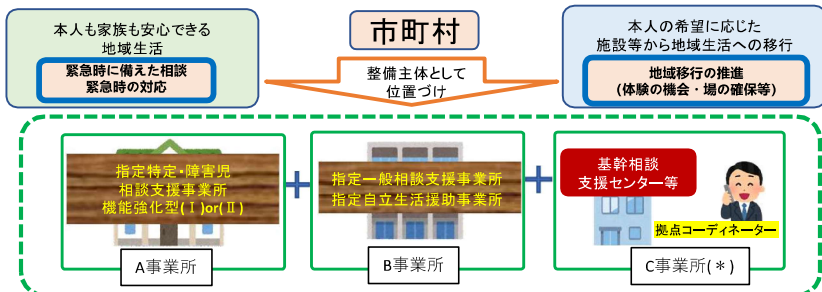 本人も家族も安心できる
地域生活
緊急時に備えた相談
緊急時の対応
市町村
整備主体として
位置づけ
本人の希望に応じた
施設等から地域生活への移行
地域移行の推進
(体験の機会・場の確保等)
指定特定・障害児
相談支援事業所
機能強化型(Ⅰ)or(Ⅱ)
A事業所
+
指定一般相談支援事業所
指定自立生活援助事業所
B事業所
+
基幹相談
支援センター等
拠点コーディネーター
C事業所(＊)